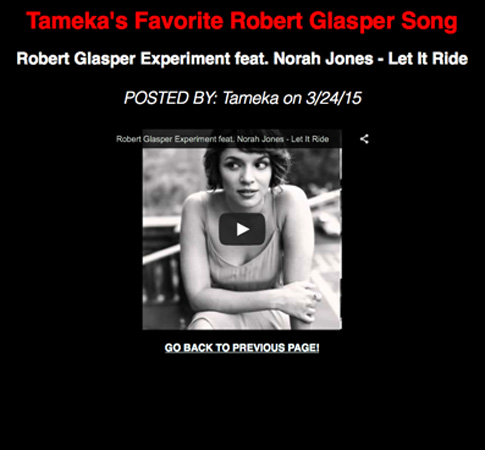 Tameka's Favorite Robert Glasper Song
Robert Glasper Experiment feat. Norah Jones - Let It Ride
POSTED BY: Tameka on 3/24/15
Robert Glasper Experiment feat. Norah Jones - Let It Ride
GO BACK TO PREVIOUS PAGE!